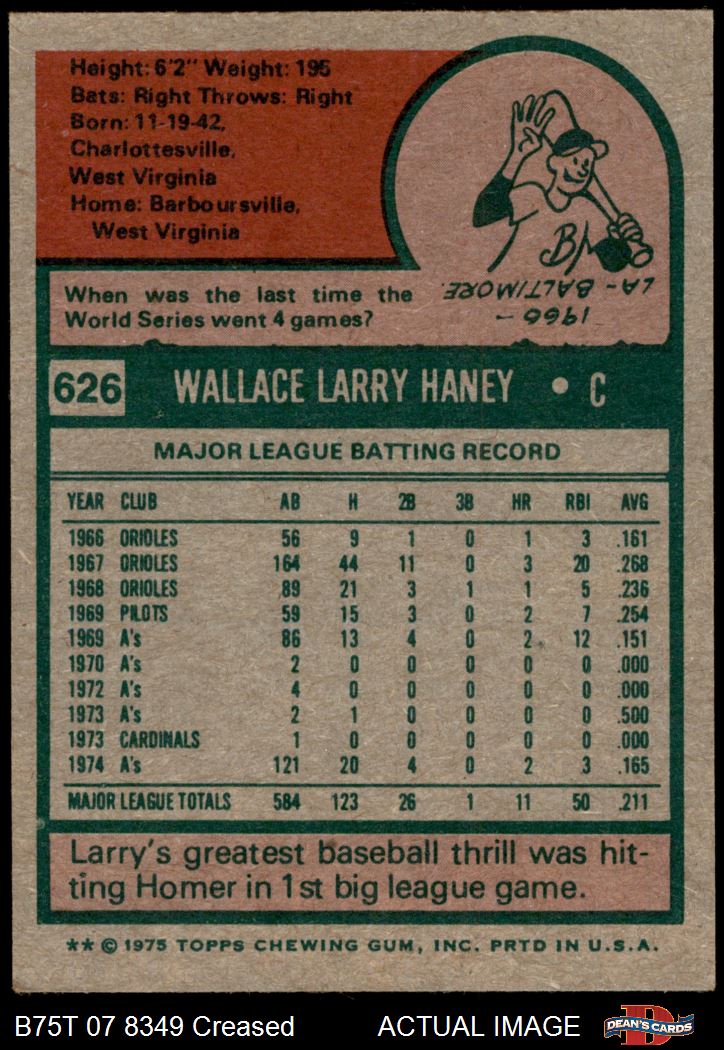 Height: 6'2" Weight: 195
Bats: Right Throws: Right
Born: 11-19-42,
Charlottesville,
West Virginia
Home: Barboursville,
West Virginia
B
When was the last time the
World Series went 4 games?
1966 -
LA - BALTIMORE.
626 WALLACE LARRY HANEY • C
MAJOR LEAGUE BATTING RECORD
YEAR CLUB AB H 2B 3B HR RBI AVG
1966 ORIOLES 56 9 1 0 1 3 .161
1967 ORIOLES 164 44 11 0 3 20 .268
1968 ORIOLES 89 21 3 1 1 5 .236
1969 PILOTS 59 15 3 0 2 7 .254
1969 A's 86 13 4 0 2 12 .151
1970 A's 2 0 0 0 0 0 .000
1972 A's 4 0 0 0 0 0 .000
1973 A's 2 1 0 0 0 0 .500
1973 CARDINALS 1 0 0 0 0 0 .000
1974 A's 121 20 4 0 2 3 .165
MAJOR LEAGUE TOTALS 584 123 26 1 11 50 .211
Larry's greatest baseball thrill was hit-
ting Homer in 1st big league game.
** © 1975 TOPPS CHEWING GUM, INC. PRTD IN U.S.A.
B75T 07 8349 Creased ACTUAL IMAGE
D
DEAN'S CARDS